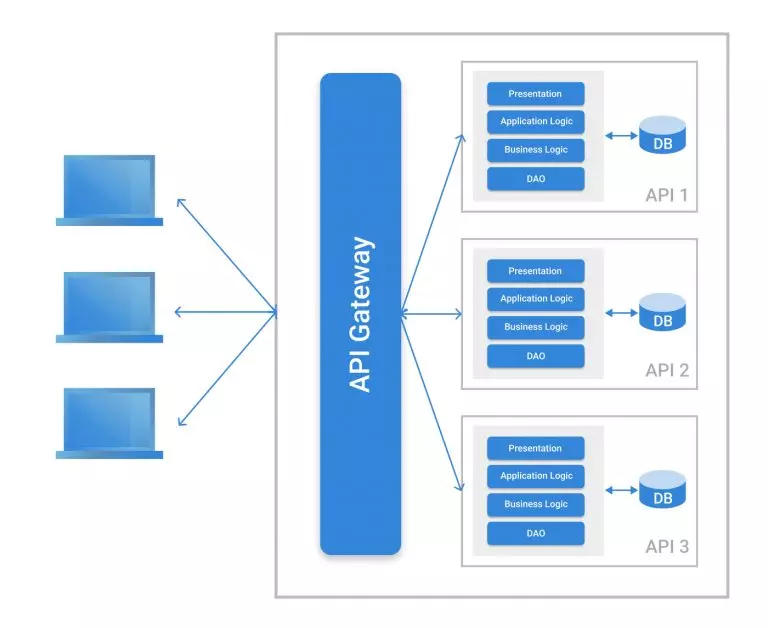 API Gateway
Presentation
Application Logic
Business Logic
DAO
DB
API 1
Presentation
Application Logic
Business Logic
DAO
DB
API 2
Presentation
Application Logic
Business Logic
DAO
DB
API 3